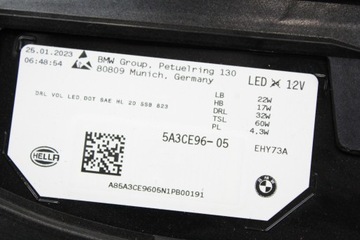 25.01.2023
06:48:54
BMW Group, Petuelring 130
80809 Munich, Germany
LED 12V
DRL VOL LED DOT SAE HL 20 558 823
LB 22W
HB 17W
DRL 32W
TSL 60W
PL 4.3W
5A3CE96-05
EHY73A
HELLA
A85A3CE9605N1PB00191